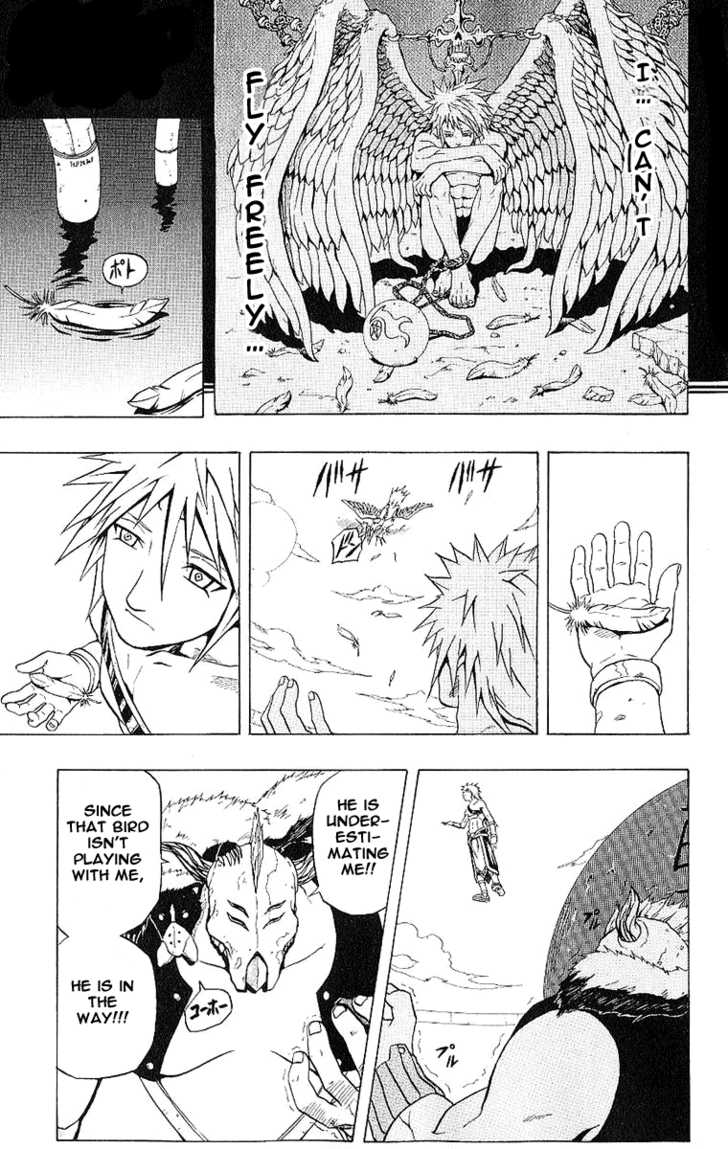 I... CAN'T
FLY FREELY...
ポト
バサ
バサ
HE IS
UNDER-
ESTI-
MATING
ME!!
SINCE
THAT BIRD
ISN'T
PLAYING
WITH ME,
HE IS IN
THE
WAY!!!
コーホー
プル
プル